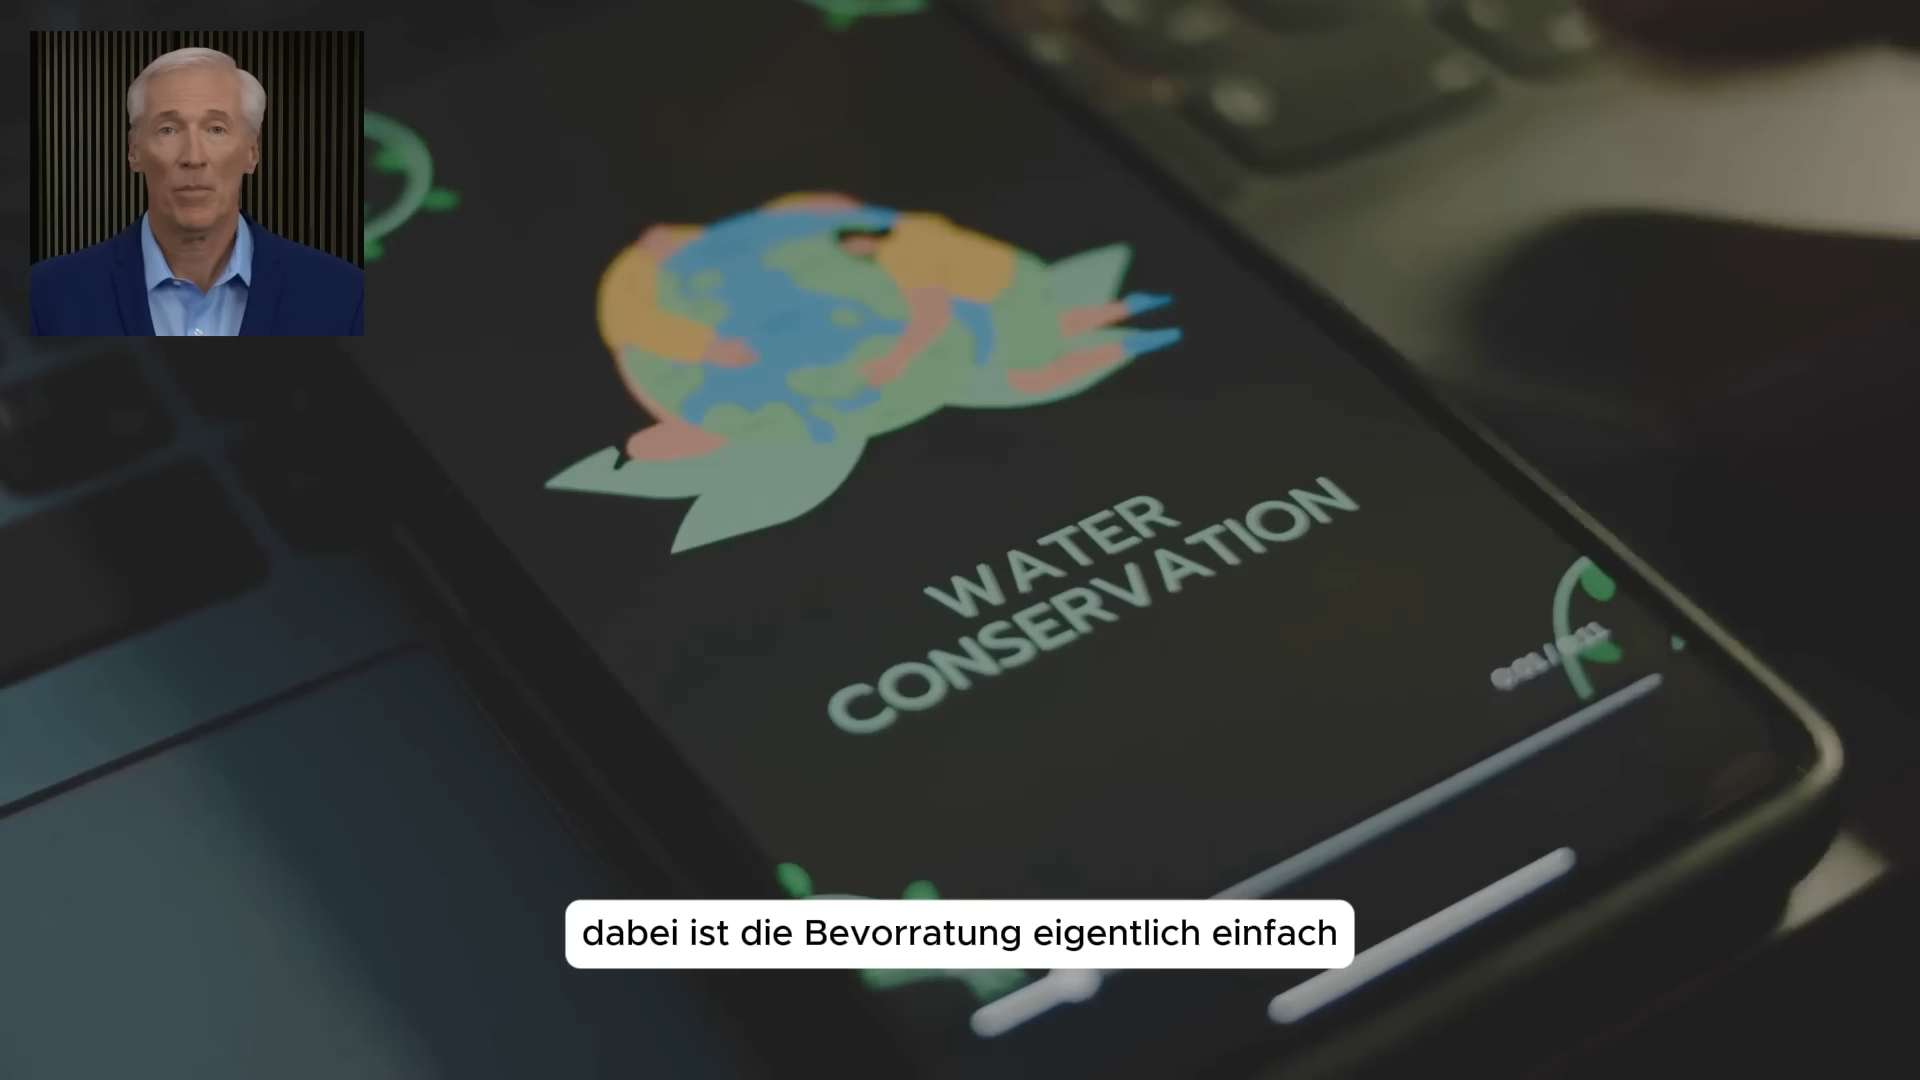 WATER
CONSERVATION
dabei ist die Bevorratung eigentlich einfach